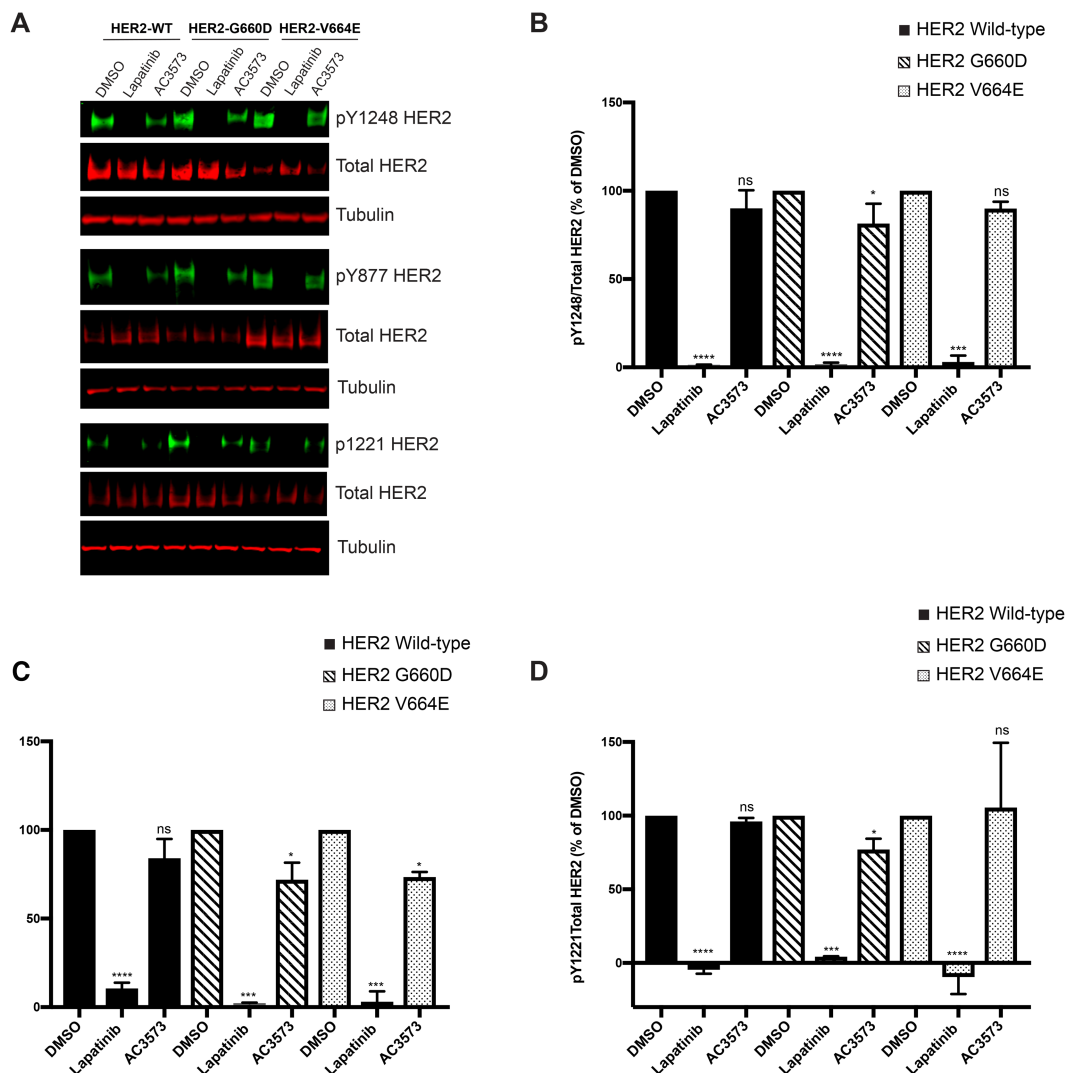 A
HER2-WT HER2-G660D HER2-V664E
DMSO Lapatinib AC3573 DMSO Lapatinib AC3573 DMSO Lapatinib AC3573
pY1248 HER2
Total HER2
Tubulin
pY877 HER2
Total HER2
Tubulin
p1221 HER2
Total HER2
Tubulin
B
HER2 Wild-type
HER2 G660D
HER2 V664E
pY1248/Total HER2 (% of DMSO)
150
100
50
0
**** ns **** * *** ns
DMSO Lapatinib AC3573 DMSO Lapatinib AC3573 DMSO Lapatinib AC3573
C
HER2 Wild-type
HER2 G660D
HER2 V664E
150
100
50
0
**** ns *** * *** *
DMSO Lapatinib AC3573 DMSO Lapatinib AC3573 DMSO Lapatinib AC3573
D
HER2 Wild-type
HER2 G660D
HER2 V664E
pY1221Total HER2 (% of DMSO)
150
100
50
0
**** ns *** * **** ns
DMSO Lapatinib AC3573 DMSO Lapatinib AC3573 DMSO Lapatinib AC3573